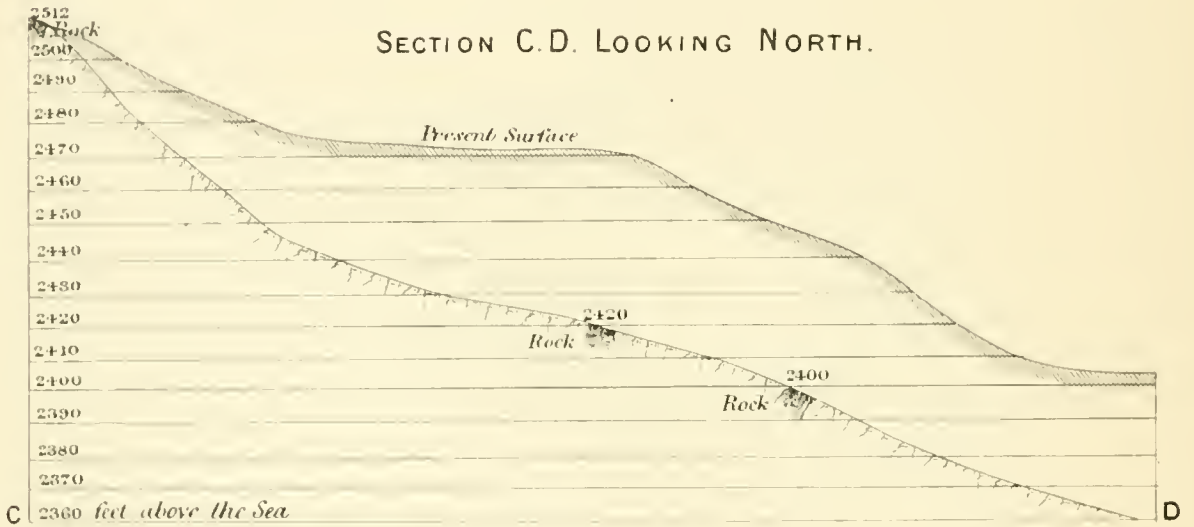 SECTION C.D. LOOKING NORTH.
2512
Rock
2500
2490
2480
Present Surface
2470
2460
2450
2440
2430
2420
2420
Rock
2410
2400
2400
Rock
2390
2380
2370
C 2360 feet above the Sea D